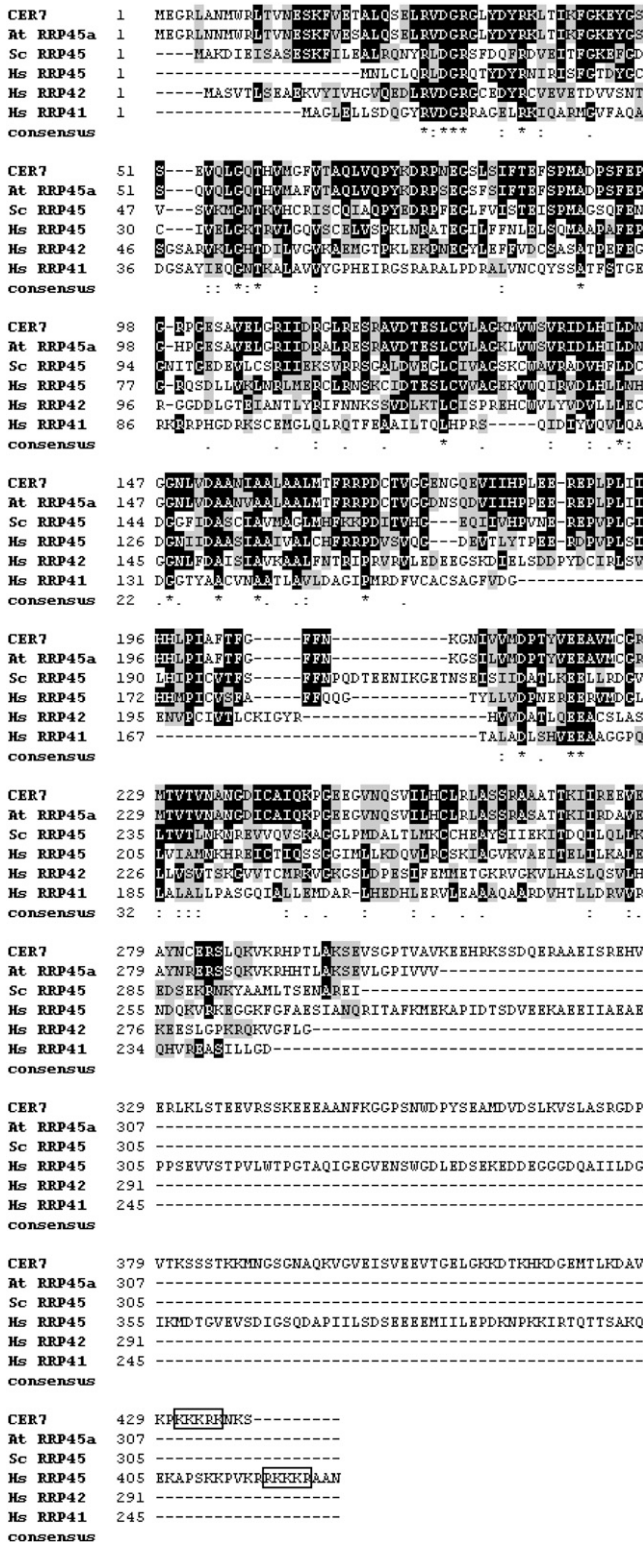 CER7 1 MEGRLANMWRLTVNESKFVETALQSELRVDGRGLYDYRKLTIKFGKEYGS
At RRP45a 1 MEGRLNNMWRLTVNESKFVESALQSELRVDGRGLYDYRKLTIKFGKEYGS
Sc RRP45 1 ----MAKDIEISASESKFILEALRQNYRLDGRSFDQFRDVEITFGKEFGD
Hs RRP45 1 --------------MNLCLQRLDGRQTYDYRNIRISFGTDYGC
Hs RRP42 1 ----MASVTLSEAEKVYIVHGVQEDLRVDGRGCEDYRCVEVETDVVSNT
Hs RRP41 1 --------------MAGLELLSDQGYRVDGRRAGELRKIQARMGVFAQA
consensus 1 *:*** : * : .
CER7 51 S---EVQLGQTHVMGFVTAQLVQPYKDRPNEGSLSIFTEFSPMADPSFEP
At RRP45a 51 S---QVQLGQTHVMAFVTAQLVQPYKDRPSEGSFSIFTEFSPMADPSFEP
Sc RRP45 47 V---SVKMGNTKVHCRISCQIAQPYEDRPFEGLFVISTEISPMAGSQFEN
Hs RRP45 30 C---IVELGKTRVLGQVSCELVSPKLNRATEGILFFNLELSQMAAPAFEP
Hs RRP42 46 SGSARVKLGHTDILVGVKAEMGTPKLEKPNEGYLEFFVDCSASATPEFEG
Hs RRP41 36 DGSAYIEQGNTKALAVVYGPHEIRGSRARALPDRALVNCQYSSATFSTGE
consensus 1 :: *:* : : *
CER7 98 G-RPGESAVELGRIIDRGLRESRAVDTESLCVLAGKMVWSVRIDLHILDN
At RRP45a 98 G-HPGESAVELGRIIDRALRESRAVDTESLCVLAGKLVWSVRIDLHILDN
Sc RRP45 94 GNITGEDEVLCSRIIEKSVRRSGALDVEGLCIVAGSKCWAVRADVHFLDC
Hs RRP45 77 G-RQSDLLVKLNRLMERCLRNSKCIDTESLCVVAGEKVWQIRVDLHLLNH
Hs RRP42 96 R-GGDDLGTEIANTLYRIFNNKSSVDLKTLCISPREHCWVLYVDVLLLEC
Hs RRP41 86 RKRRPHGDRKSCEMGLQLRQTFEAAILTQLHPRS-----QIDIYVQVLQA
consensus . . : : . * . . *:
CER7 147 GGNLVDAANIAALAALMTFRRPDCTVGGENGQEVIIHPLEE-REPLPLII
At RRP45a 147 GGNLVDAANVAALAALMTFRRPDCTVGGDNSQDVIIHPPEE-REPLPLII
Sc RRP45 144 DGGFIDASCIAVMAGLMHFKKPDITVHG---EQIIVHPVNE-REPVPLGI
Hs RRP45 126 DGNIIDAASIAAIVALCHFRRPDVSVQG---DEVTLYTPEE-RDPVPLSI
Hs RRP42 145 GGNLFDAISIAVKAALFNTRIPRVRVLEDEEGSKDIELSDDPYDCIRLSV
Hs RRP41 131 DGGTYAACVNAATLAVLDAGIPMRDFVCACSAGFVDG-------------
consensus 22 .*. * *. .: * .
CER7 196 HHLPIAFTFG-----FFN------------KGNIVVMDPTYVEEAVMCGR
At RRP45a 196 HHLPIAFTFG-----FFN------------KGSILVMDPTYVEEAVMCGR
Sc RRP45 190 LHIPICVTFS-----FFNPQDTEENIKGETNSEISIIDATLKEELLRDGV
Hs RRP45 172 HHMPICVSFA-----FFQQG----------TYLLVDPNEREERVMDGL
Hs RRP42 195 ENVPCIVTLCKIGYR---------------HVVDATLQEEACSLAS
Hs RRP41 167 -----------------------------TALADLSHVEEAAGGPQ
consensus : * . **
CER7 229 MTVTVNANGDICAIQKPGEEGVNQSVILHCLRLASSRAAATTKIIREEVE
At RRP45a 229 MTVTVNANGDICAIQKPGEEGVNQSVILHCLRLASSRASATTKIIRDAVE
Sc RRP45 235 LTVTLNKNREVVQVSKAGGLPMDALTLMKCCHEAYSIIEKITDQILQLLK
Hs RRP45 205 LVIAMNKHREICTIQSSGGIMLLKDQVLRCSKIAGVKVAEITELILKALE
Hs RRP42 226 LLVSVTSKGVVTCMRKVGKGSLDPESIFEMMETGKRVGKVLHASLQSVLH
Hs RRP41 185 LALALLPASGQIALLEMDAR-LHEDHLERVLEAAAQAARDVHTLLDRVVR
consensus 32 : ::: : . . : : . . : :
CER7 279 AYNCERSLQKVKRHPTLAKSEVSGPTVAVKEEHRKSSDQERAAEISREHV
At RRP45a 279 AYNRERSSQKVKRHHTLAKSEVLGPIVVV---------------------
Sc RRP45 285 EDSEKRNKYAAMLTSENAREI-----------------------------
Hs RRP45 255 NDQKVRKEGGKFGFAESIANQRITAFKMEKAPIDTSDVEEKAEEIIAEAE
Hs RRP42 276 KEESLGPKRQKVGFLG----------------------------------
Hs RRP41 234 QHVREASILLGD--------------------------------------
consensus
CER7 329 ERLKLSTEEVRSSKEEEAANFKGGPSNWDPYSEAMDVDSLKVSLASRGDP
At RRP45a 307 --------------------------------------------------
Sc RRP45 305 --------------------------------------------------
Hs RRP45 305 PPSEVVSTPVLWTPGTAQIGEGVENSWGDLEDSEKEDDEGGGDQAIILDG
Hs RRP42 291 --------------------------------------------------
Hs RRP41 245 --------------------------------------------------
consensus
CER7 379 VTKSSSTKKMNGSGNAQKVGVEISVEEVTGELGKKDTKHKDGEMTLKDAV
At RRP45a 307 --------------------------------------------------
Sc RRP45 305 --------------------------------------------------
Hs RRP45 355 IKMDTGVEVSDIGSQDAPIILSDSEEEEMIILEPDKNPKKIRTQTTSAKQ
Hs RRP42 291 --------------------------------------------------
Hs RRP41 245 --------------------------------------------------
consensus
CER7 429 KPKKKRKNKS---------
At RRP45a 307 -------------------
Sc RRP45 305 -------------------
Hs RRP45 405 EKAPSKKPVKRRKKKRAAN
Hs RRP42 291 -------------------
Hs RRP41 245 -------------------
consensus